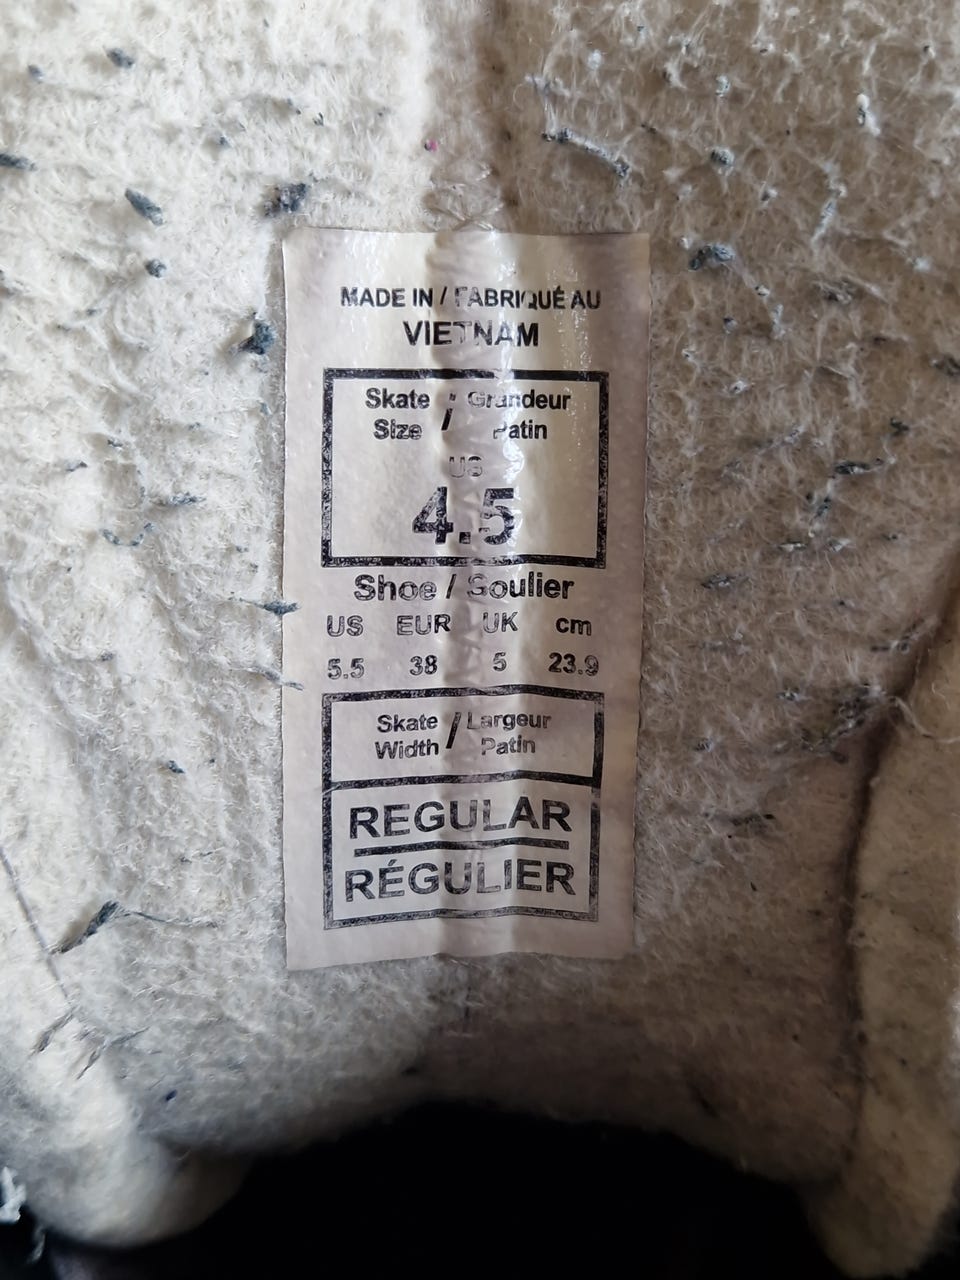 MADE IN / FABRIQUÉ AU
VIETNAM
Skate / Grandeur
Size Patin
US
4.5
Shoe / Soulier
US EUR UK cm
5.5 38 5 23.9
Skate / Largeur
Width Patin
REGULAR
RÉGULIER